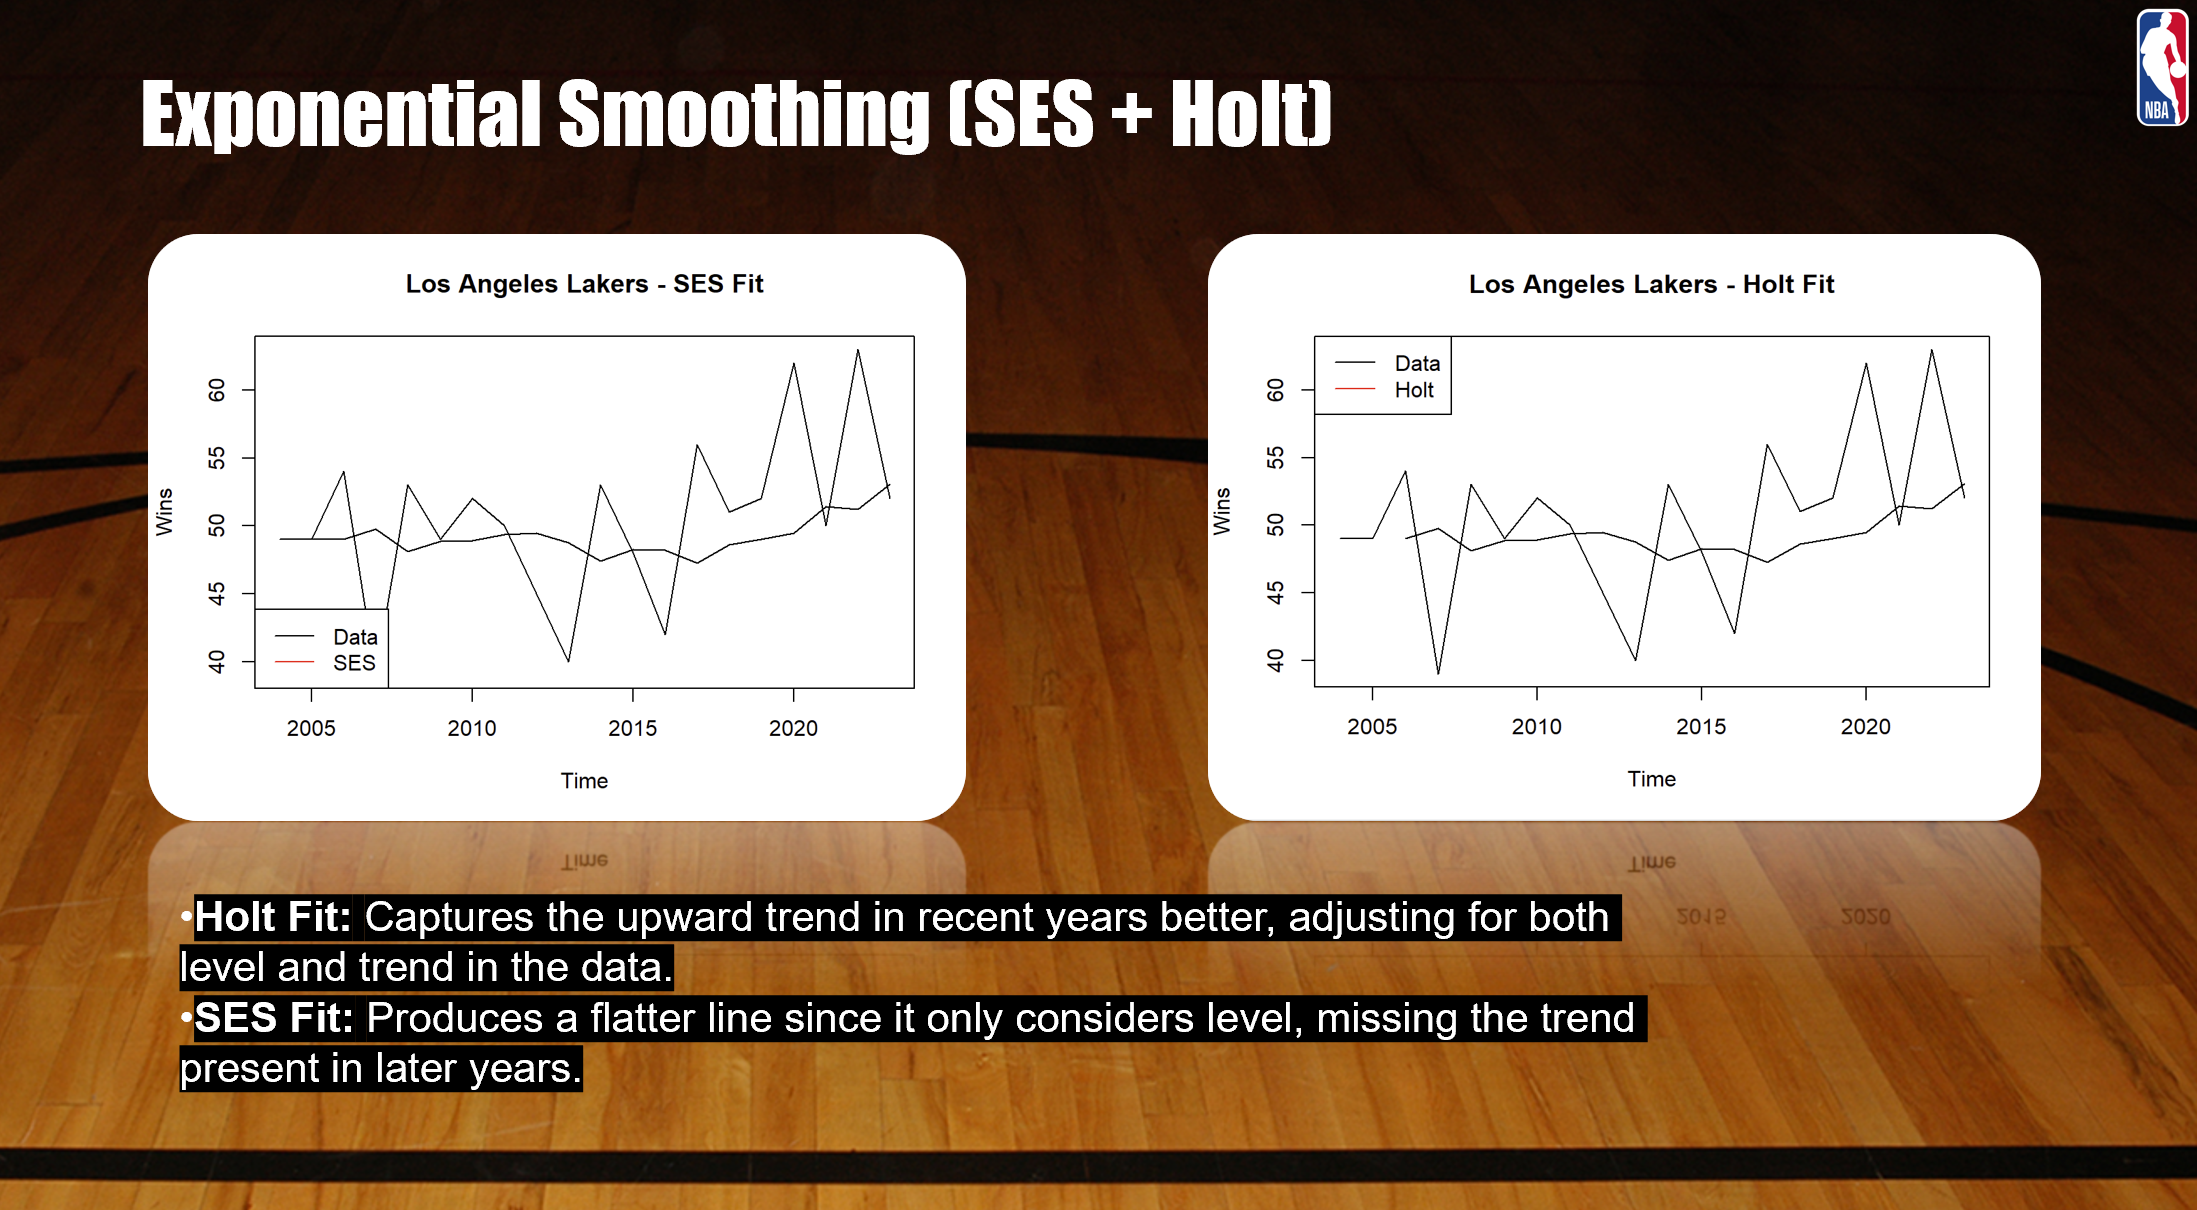 NBA
Exponential Smoothing (SES + Holt)
Los Angeles Lakers - SES Fit
Wins
60
55
50
45
40
Data
SES
2005 2010 2015 2020
Time
Los Angeles Lakers - Holt Fit
Data
Holt
Wins
60
55
50
45
40
2005 2010 2015 2020
Time
Time
Time
2015 2020
•Holt Fit: Captures the upward trend in recent years better, adjusting for both
level and trend in the data.
•SES Fit: Produces a flatter line since it only considers level, missing the trend
present in later years.